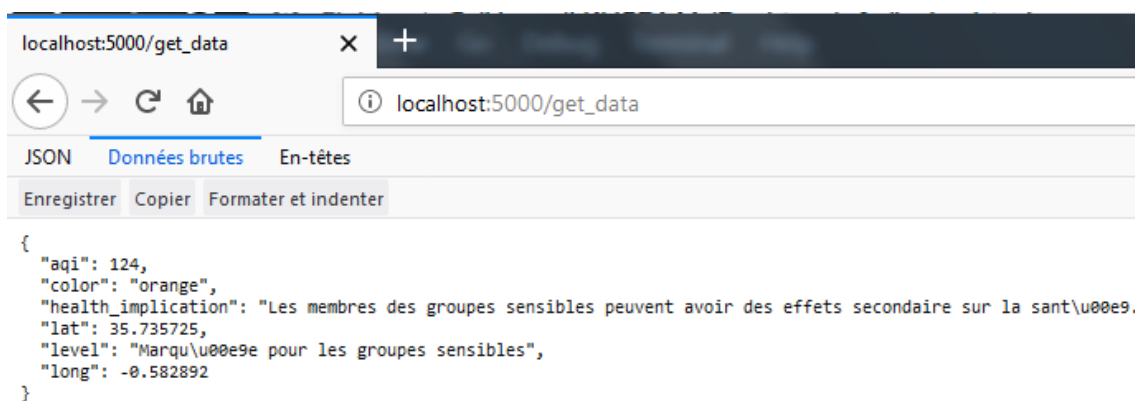 localhost:5000/get_data
localhost:5000/get_data
JSON Données brutes En-têtes
Enregistrer Copier Formater et indenter
{
"aqi": 124,
"color": "orange",
"health_implication": "Les membres des groupes sensibles peuvent avoir des effets secondaire sur la sant\u00e9.
"lat": 35.735725,
"level": "Marqu\u00e9e pour les groupes sensibles",
"long": -0.582892
}